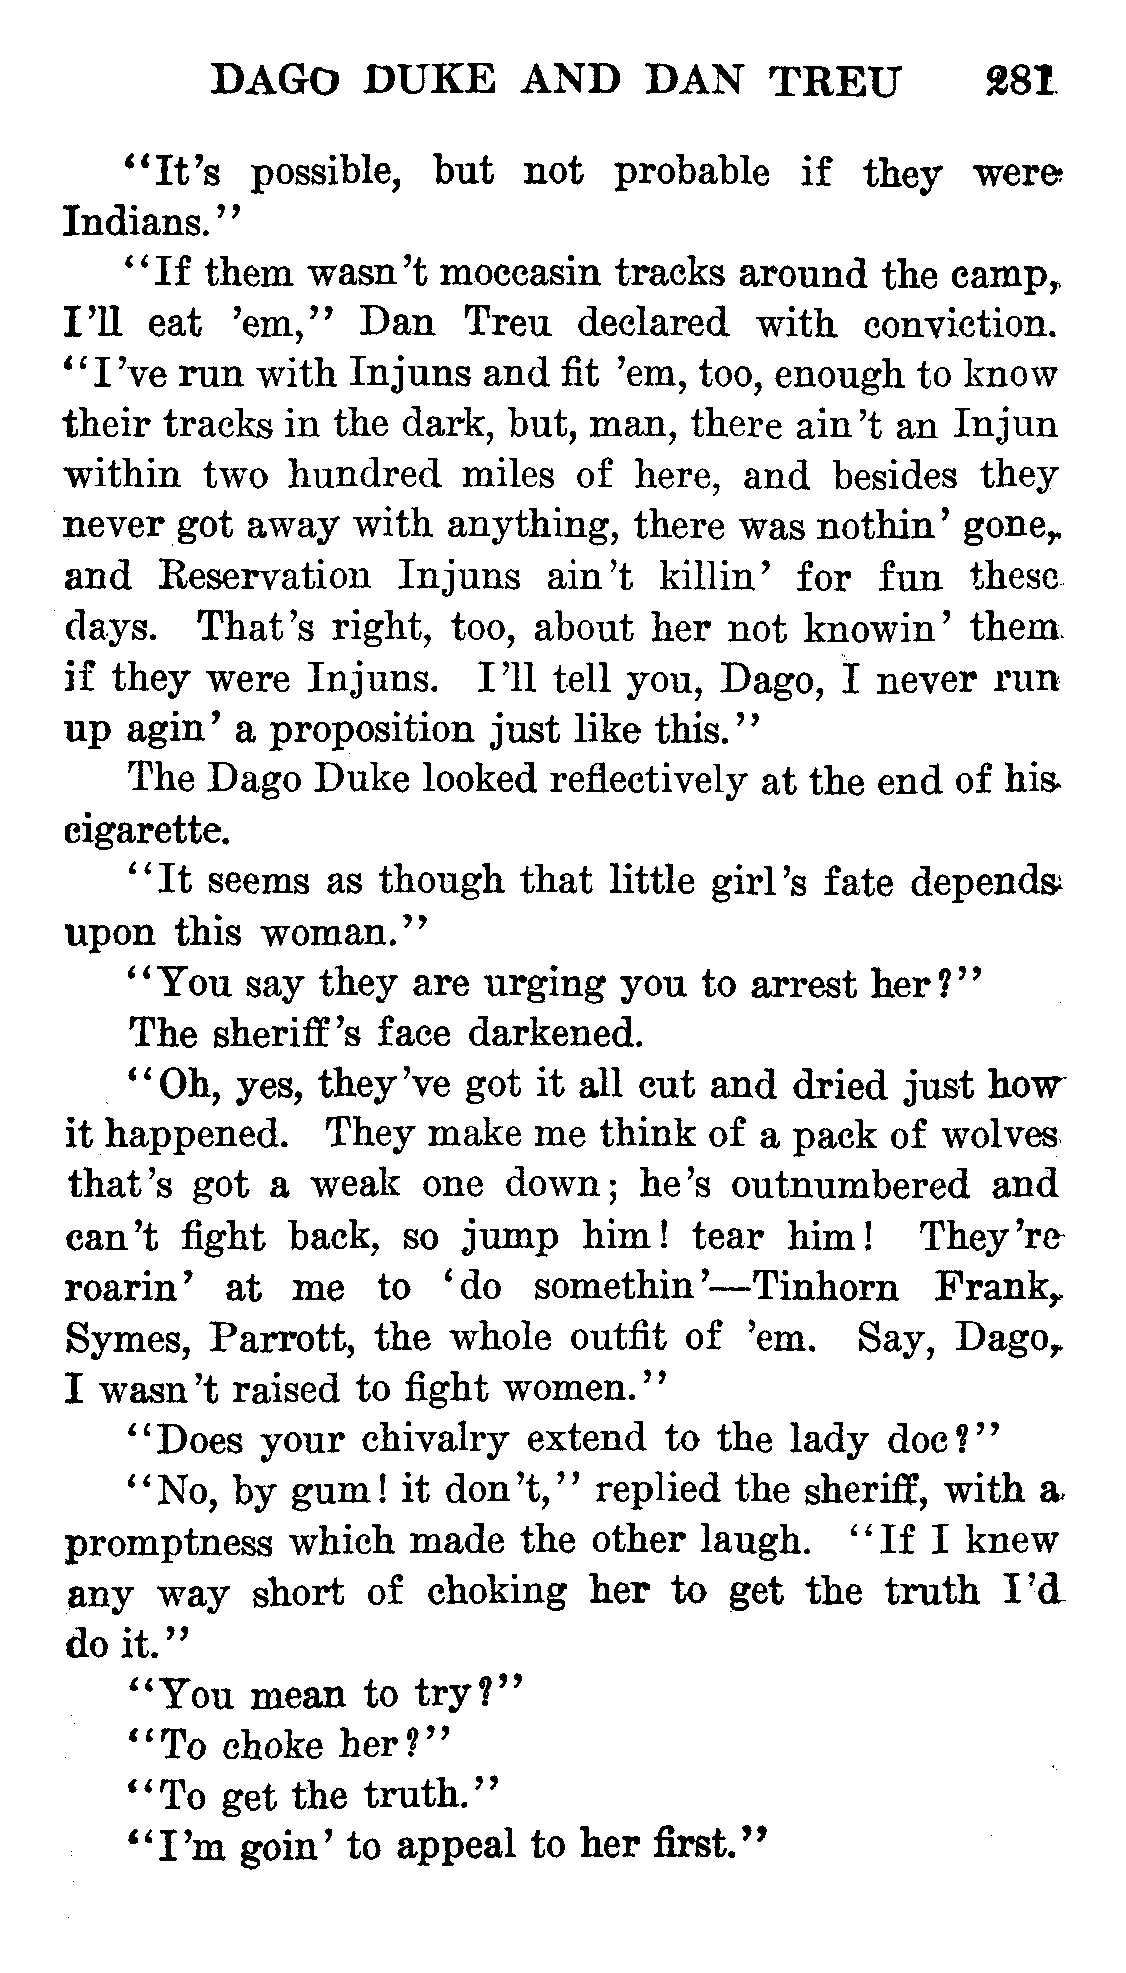 DAGO DUKE AND DAN TREU 281
“It’s possible, but not probable if they were
Indians.”
“If them wasn’t moccasin tracks around the camp,
I’ll eat ’em,” Dan Treu declared with conviction.
“I’ve run with Injuns and fit ’em, too, enough to know
their tracks in the dark, but, man, there ain’t an Injun
within two hundred miles of here, and besides they
never got away with anything, there was nothin’ gone,
and Reservation Injuns ain’t killin’ for fun these
days. That’s right, too, about her not knowin’ them
if they were Injuns. I’ll tell you, Dago, I never run
up agin’ a proposition just like this.”
The Dago Duke looked reflectively at the end of his
cigarette.
“It seems as though that little girl’s fate depends
upon this woman.”
“You say they are urging you to arrest her?”
The sheriff’s face darkened.
“Oh, yes, they’ve got it all cut and dried just how
it happened. They make me think of a pack of wolves
that’s got a weak one down; he’s outnumbered and
can’t fight back, so jump him! tear him! They’re
roarin’ at me to ‘do somethin’—Tinhorn Frank,
Symes, Parrott, the whole outfit of ’em. Say, Dago,
I wasn’t raised to fight women.”
“Does your chivalry extend to the lady doc?”
“No, by gum! it don’t,” replied the sheriff, with a
promptness which made the other laugh. “If I knew
any way short of choking her to get the truth I’d
do it.”
“You mean to try?”
“To choke her?”
“To get the truth.”
“I’m goin’ to appeal to her first.”